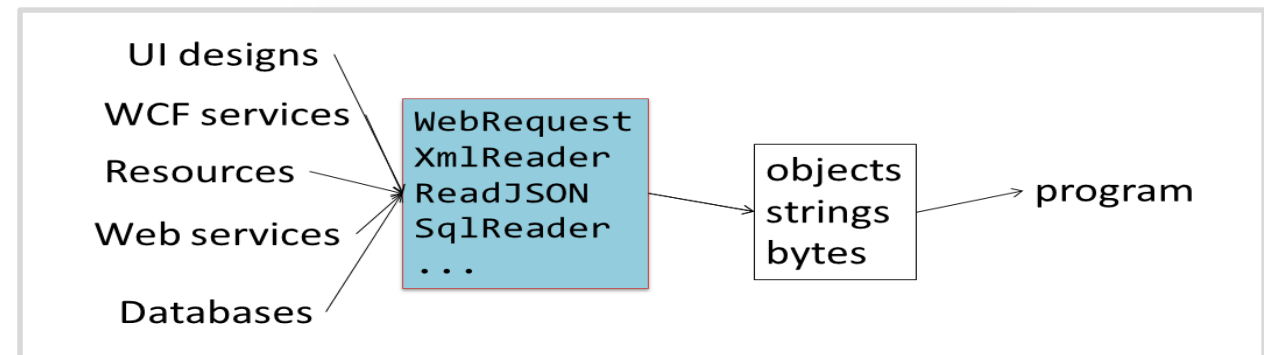 UI designs
WCF services
Resources
Web services
Databases
WebRequest
XmlReader
ReadJSON
SqlReader
...
objects
strings
bytes
program